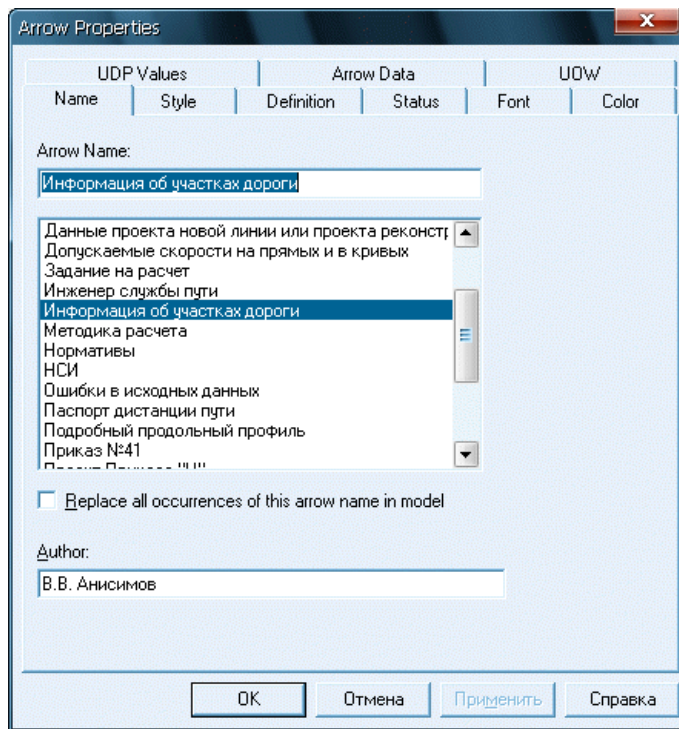 Arrow Properties
UDP Values Arrow Data UOW
Name Style Definition Status Font Color
Arrow Name:
Информация об участках дороги
Данные проекта новой линии или проекта реконстр
Допускаемые скорости на прямых и в кривых
Задание на расчет
Инженер службы пути
Информация об участках дороги
Методика расчета
Нормативы
НСИ
Ошибки в исходных данных
Паспорт дистанции пути
Подробный продольный профиль
Приказ №41
Replace all occurrences of this arrow name in model
Author:
В.В. Анисимов
OK Отмена Применить Справка